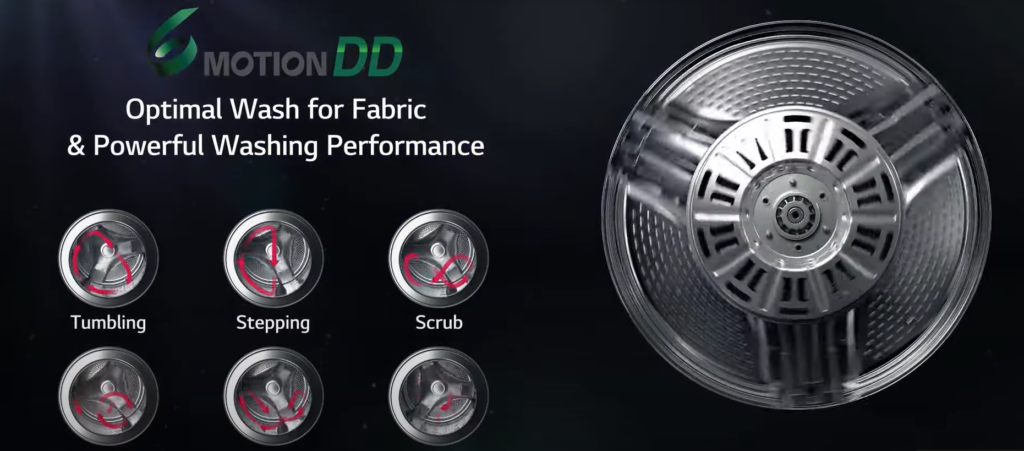 6 MOTION DD
Optimal Wash for Fabric
& Powerful Washing Performance
Tumbling
Stepping
Scrub